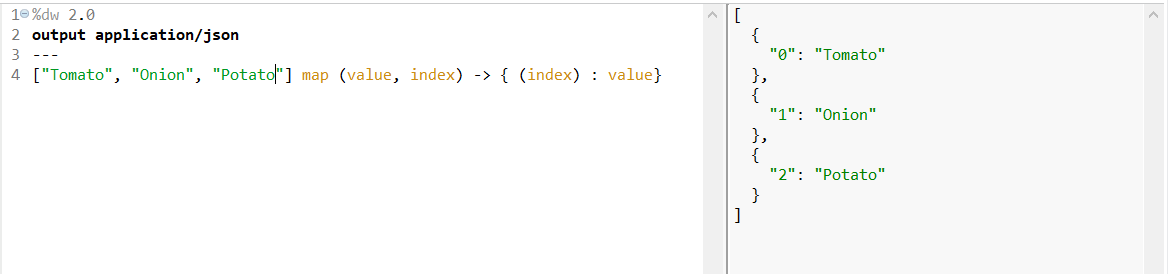 1 %dw 2.0
2 output application/json
3 ---
4 ["Tomato", "Onion", "Potato"] map (value, index) -> { (index) : value}
[
  {
    "0": "Tomato"
  },
  {
    "1": "Onion"
  },
  {
    "2": "Potato"
  }
]